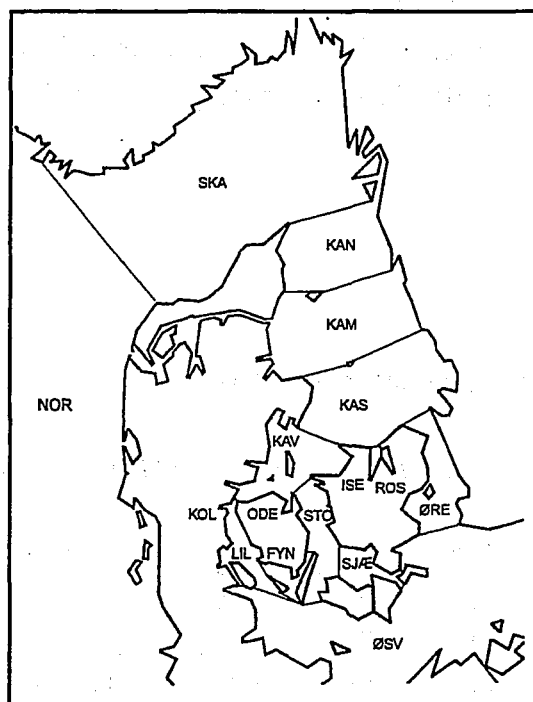 SKA
KAN
KAM
NOR
KAS
KAV
ISE
ROS
KOL
ODE
STO
ØRE
LIL
FYN
SJÆ
ØSV